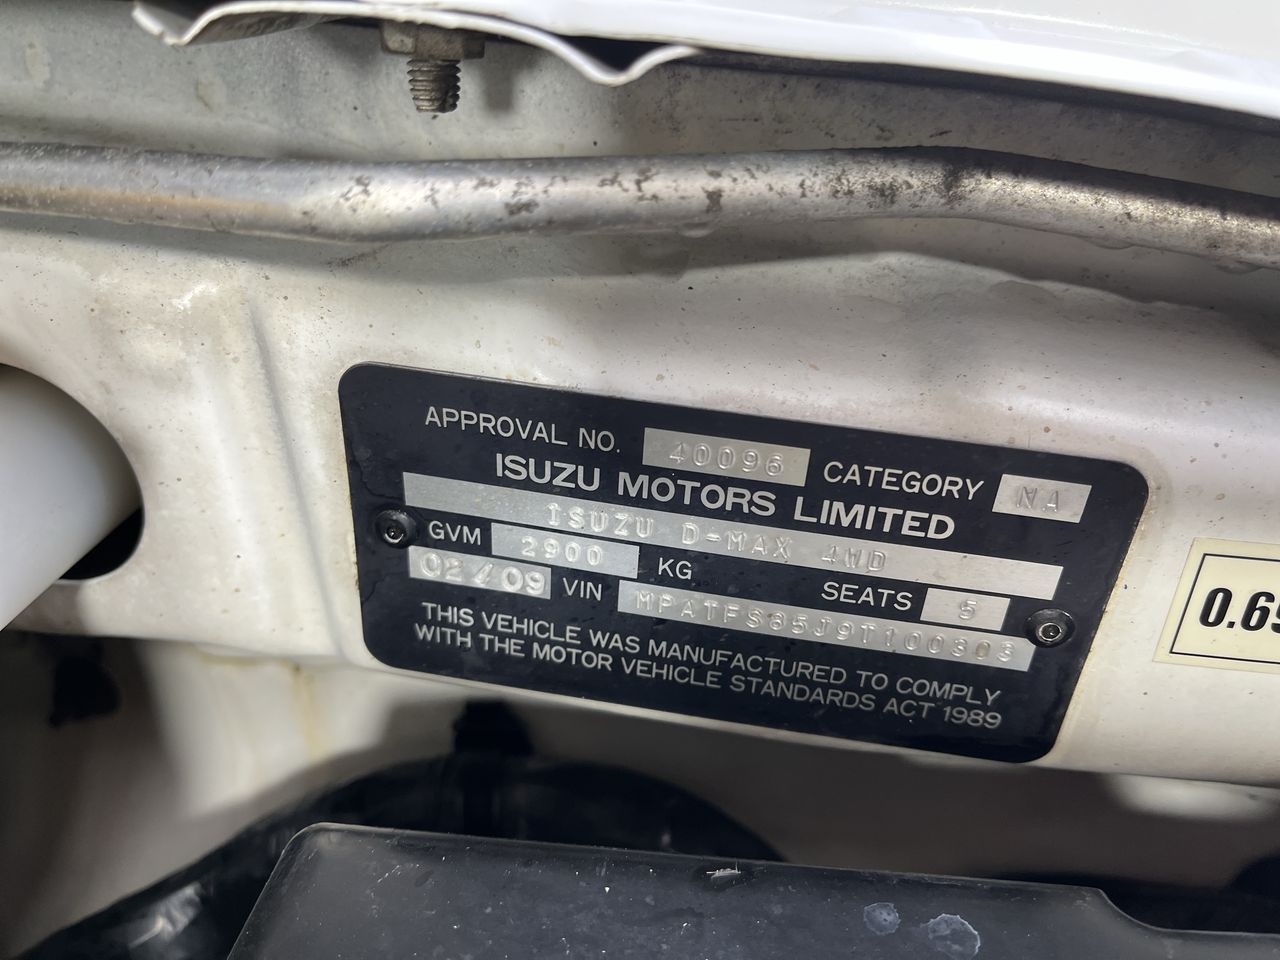 APPROVAL NO. 40096 CATEGORY NA
ISUZU MOTORS LIMITED
ISUZU D-MAX 4WD
GVM 2900 KG SEATS 5
02/09 VIN MPATFS85J9T100303
THIS VEHICLE WAS MANUFACTURED TO COMPLY
WITH THE MOTOR VEHICLE STANDARDS ACT 1989